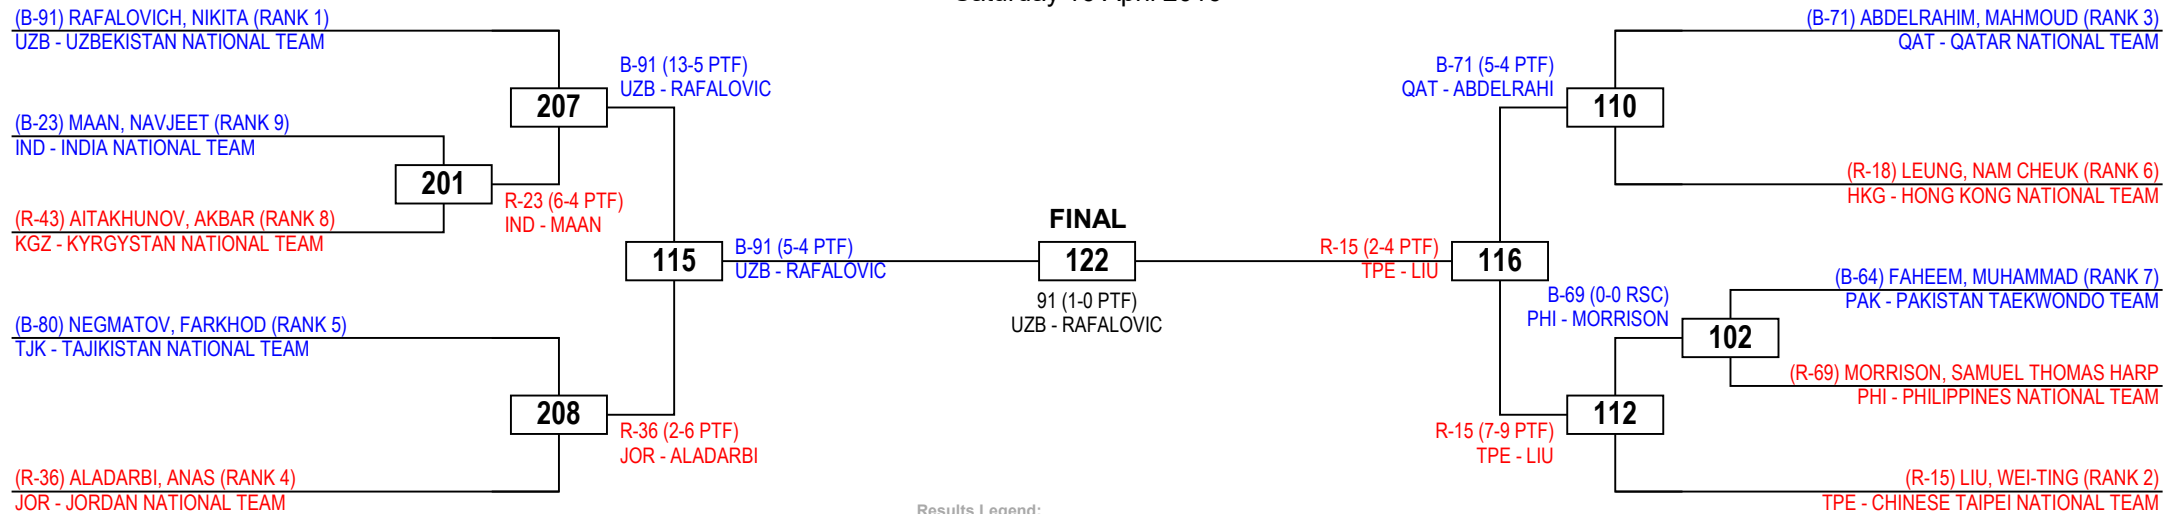 (B-91) RAFALOVICH, NIKITA (RANK 1)
UZB - UZBEKISTAN NATIONAL TEAM
B-91 (13-5 PTF)
UZB - RAFALOVIC
207
(B-23) MAAN, NAVJEET (RANK 9)
IND - INDIA NATIONAL TEAM
201
R-23 (6-4 PTF)
IND - MAAN
(R-43) AITAKHUNOV, AKBAR (RANK 8)
KGZ - KYRGYSTAN NATIONAL TEAM
115
B-91 (5-4 PTF)
UZB - RAFALOVIC
(B-80) NEGMATOV, FARKHOD (RANK 5)
TJK - TAJIKISTAN NATIONAL TEAM
208
R-36 (2-6 PTF)
JOR - ALADARBI
(R-36) ALADARBI, ANAS (RANK 4)
JOR - JORDAN NATIONAL TEAM
FINAL
122
91 (1-0 PTF)
UZB - RAFALOVIC
Results Legend:
(B-71) ABDELRAHIM, MAHMOUD (RANK 3)
QAT - QATAR NATIONAL TEAM
B-71 (5-4 PTF)
QAT - ABDELRAHI
110
(R-18) LEUNG, NAM CHEUK (RANK 6)
HKG - HONG KONG NATIONAL TEAM
R-15 (2-4 PTF)
TPE - LIU
116
(B-64) FAHEEM, MUHAMMAD (RANK 7)
PAK - PAKISTAN TAEKWONDO TEAM
B-69 (0-0 RSC)
PHI - MORRISON
102
(R-69) MORRISON, SAMUEL THOMAS HARP
PHI - PHILIPPINES NATIONAL TEAM
112
R-15 (7-9 PTF)
TPE - LIU
(R-15) LIU, WEI-TING (RANK 2)
TPE - CHINESE TAIPEI NATIONAL TEAM